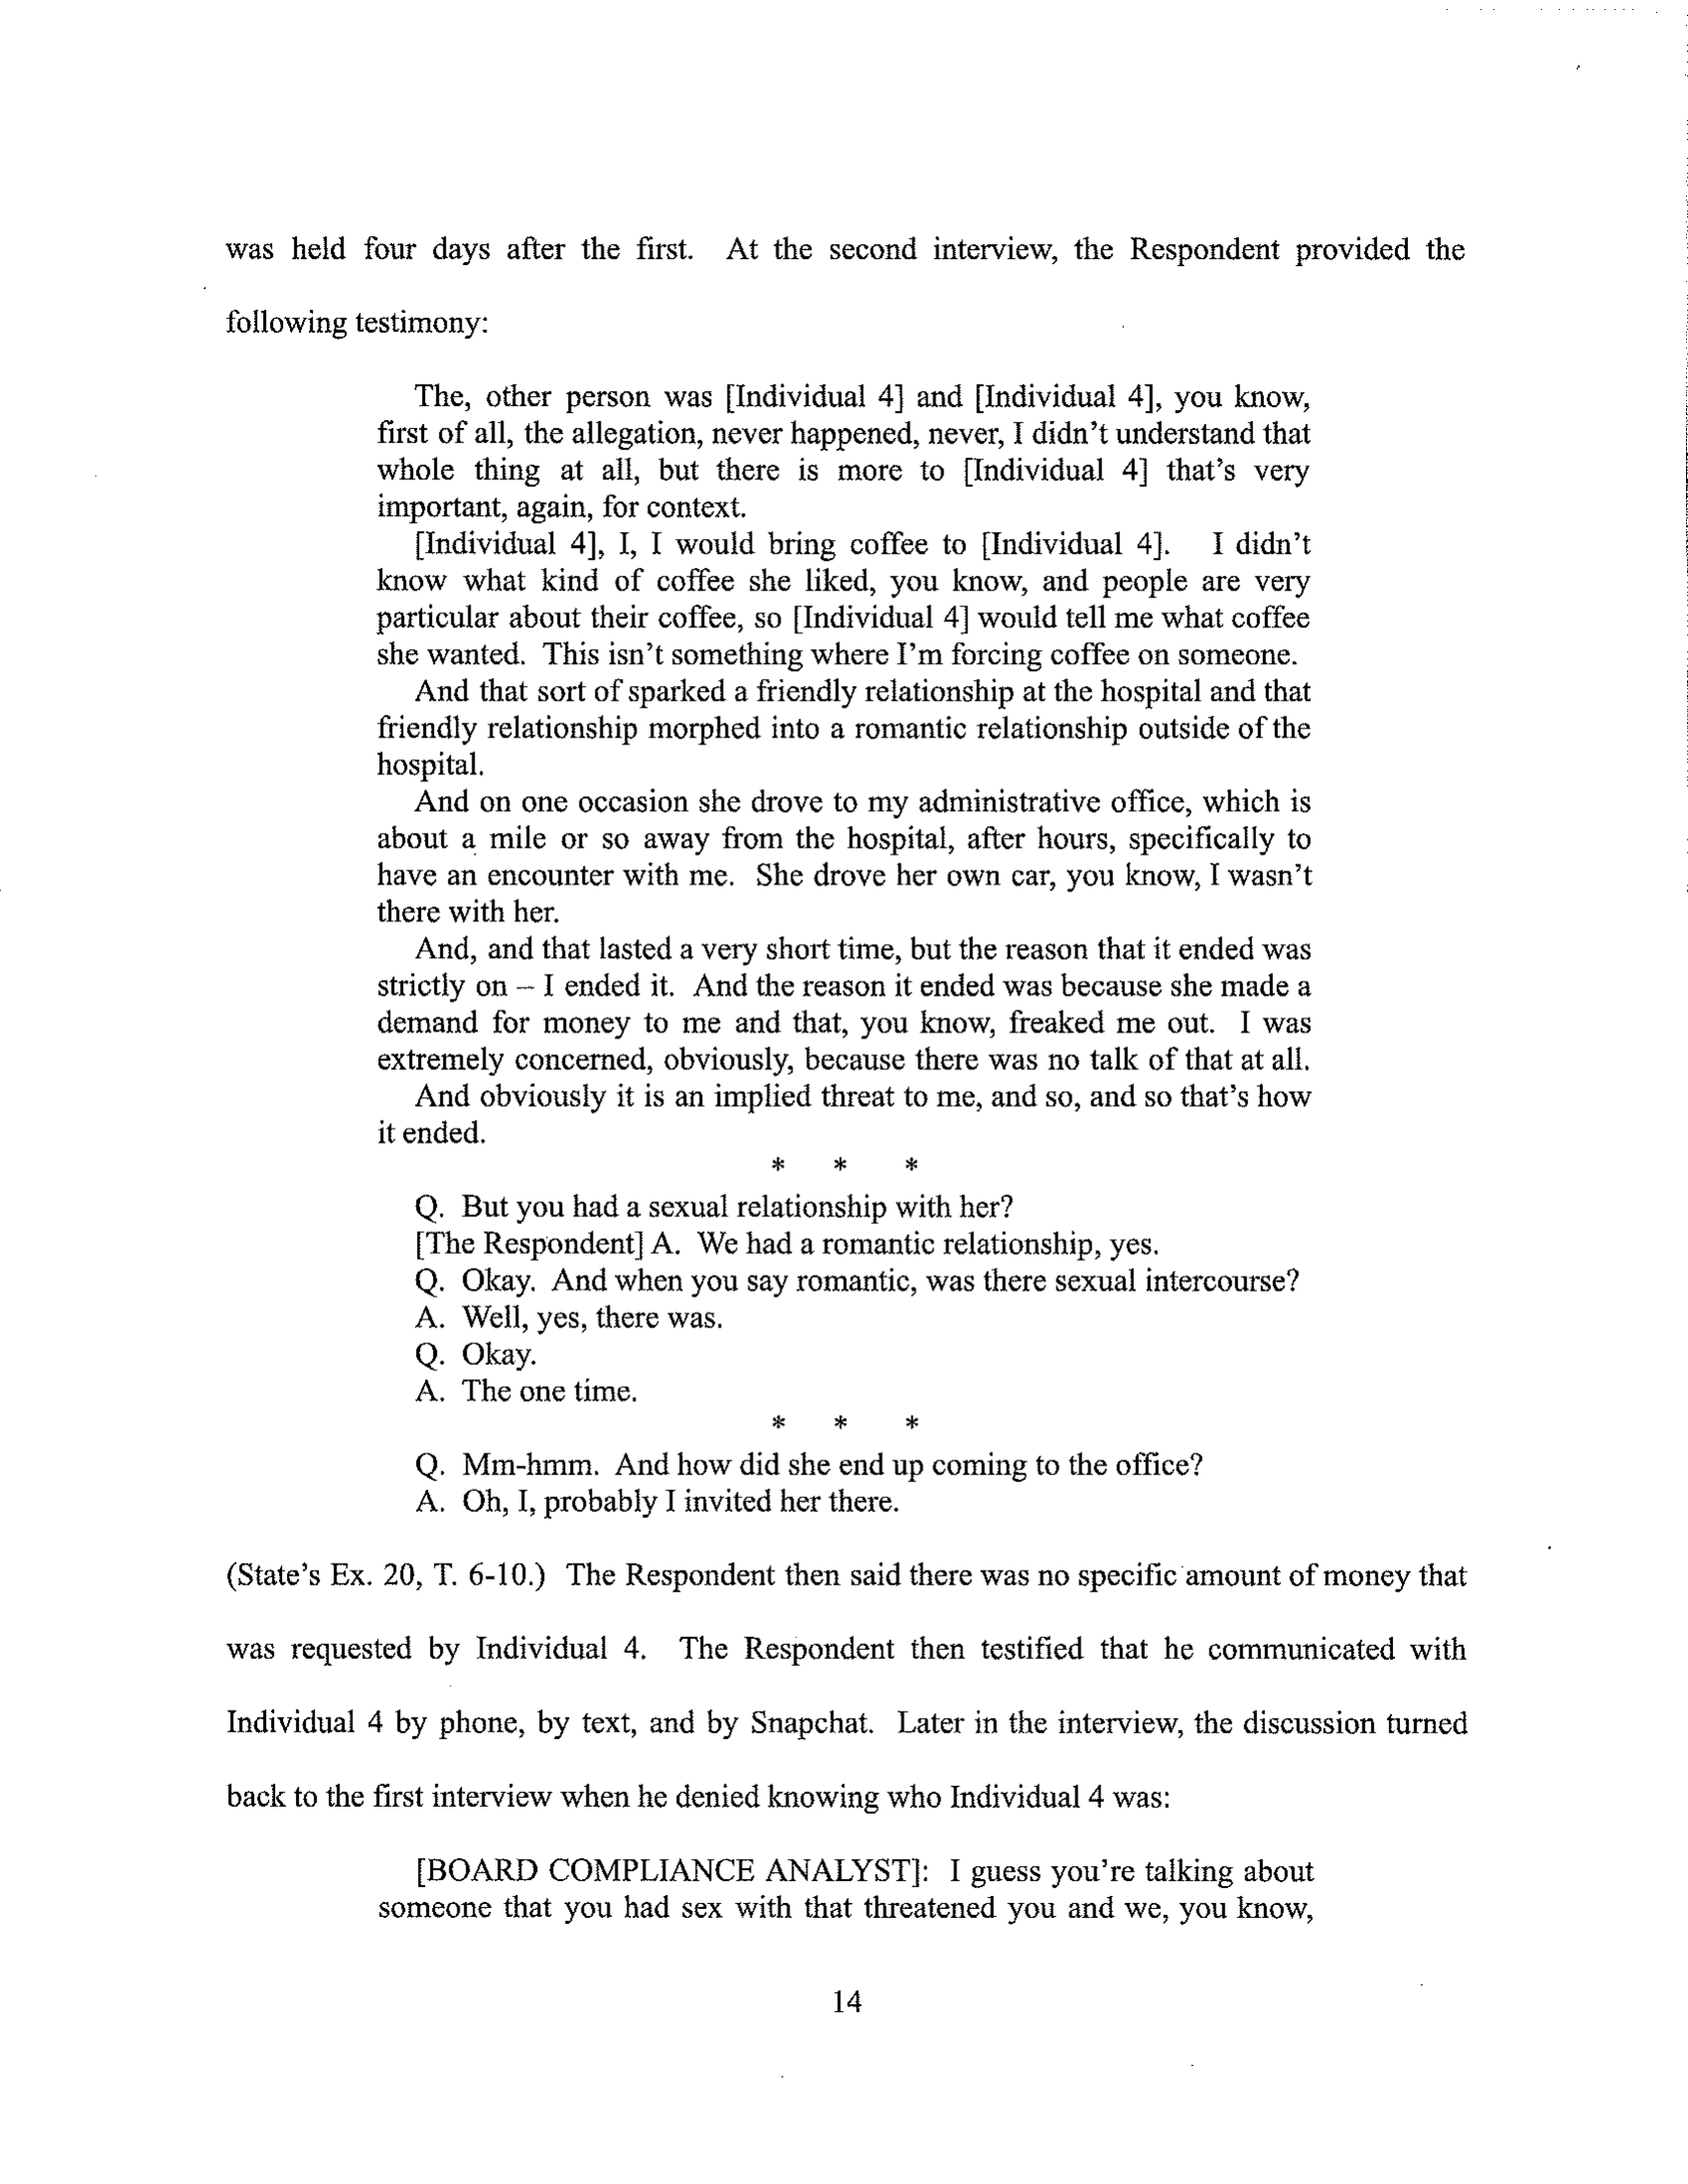 was held four days after the first. At the second interview, the Respondent provided the
following testimony:
The, other person was [Individual 4] and [Individual 4], you know,
first of all, the allegation, never happened, never, I didn't understand that
whole thing at all, but there is more to [Individual 4] that's very
important, again, for context.
[Individual 4], I, I would bring coffee to [Individual 4]. I didn't
know what kind of coffee she liked, you know, and people are very
particular about their coffee, so [Individual 4] would tell me what coffee
she wanted. This isn't something where I'm forcing coffee on someone.
And that sort of sparked a friendly relationship at the hospital and that
friendly relationship morphed into a romantic relationship outside of the
hospital.
And on one occasion she drove to my administrative office, which is
about a mile or so away from the hospital, after hours, specifically to
have an encounter with me. She drove her own car, you know, I wasn't
there with her.
And, and that lasted a very short time, but the reason that it ended was
strictly on – I ended it. And the reason it ended was because she made a
demand for money to me and that, you know, freaked me out. I was
extremely concerned, obviously, because there was no talk of that at all.
And obviously it is an implied threat to me, and so, and so that's how
it ended.
* * *
Q. But you had a sexual relationship with her?
[The Respondent] A. We had a romantic relationship, yes.
Q. Okay. And when you say romantic, was there sexual intercourse?
A. Well, yes, there was.
Q. Okay.
A. The one time.
* * *
Q. Mm-hmm. And how did she end up coming to the office?
A. Oh, I, probably I invited her there.
(State's Ex. 20, T. 6-10.) The Respondent then said there was no specific amount of money that
was requested by Individual 4. The Respondent then testified that he communicated with
Individual 4 by phone, by text, and by Snapchat. Later in the interview, the discussion turned
back to the first interview when he denied knowing who Individual 4 was:
[BOARD COMPLIANCE ANALYST]: I guess you're talking about
someone that you had sex with that threatened you and we, you know,
14